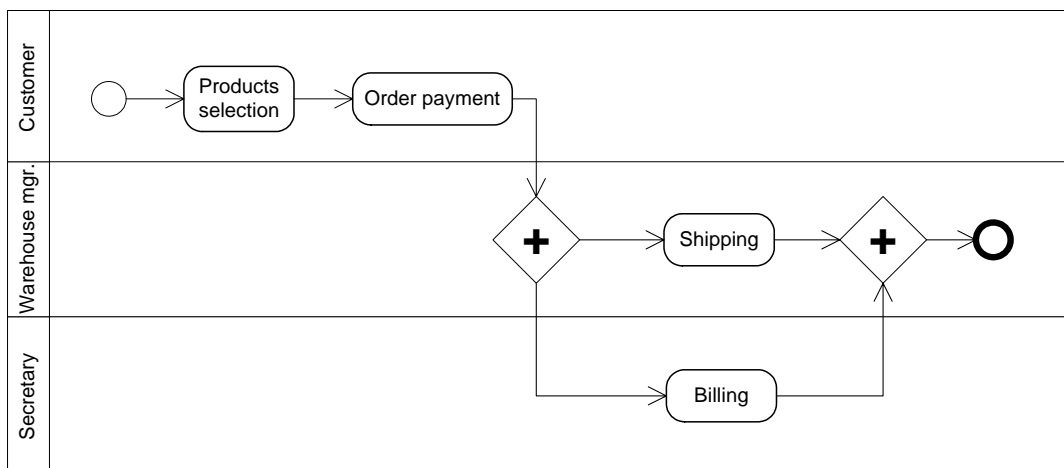 Customer
Products
selection
Order payment
Warehouse mgr.
Shipping
Secretary
Billing